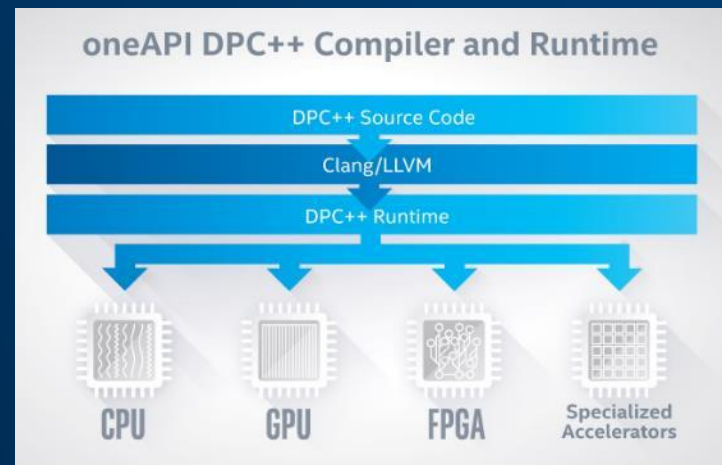 oneAPI DPC++ Compiler and Runtime
DPC++ Source Code
Clang/LLVM
DPC++ Runtime
CPU
GPU
FPGA
Specialized
Accelerators